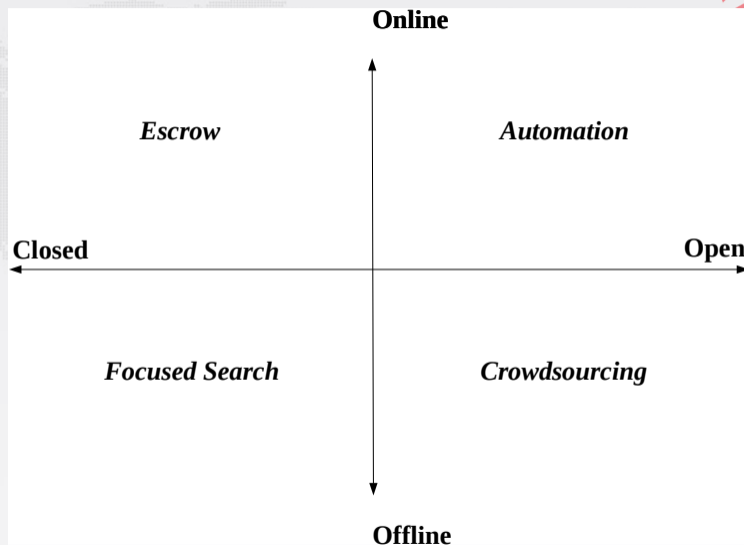 Online
Escrow Automation
Closed Open
Focused Search Crowdsourcing
Offline